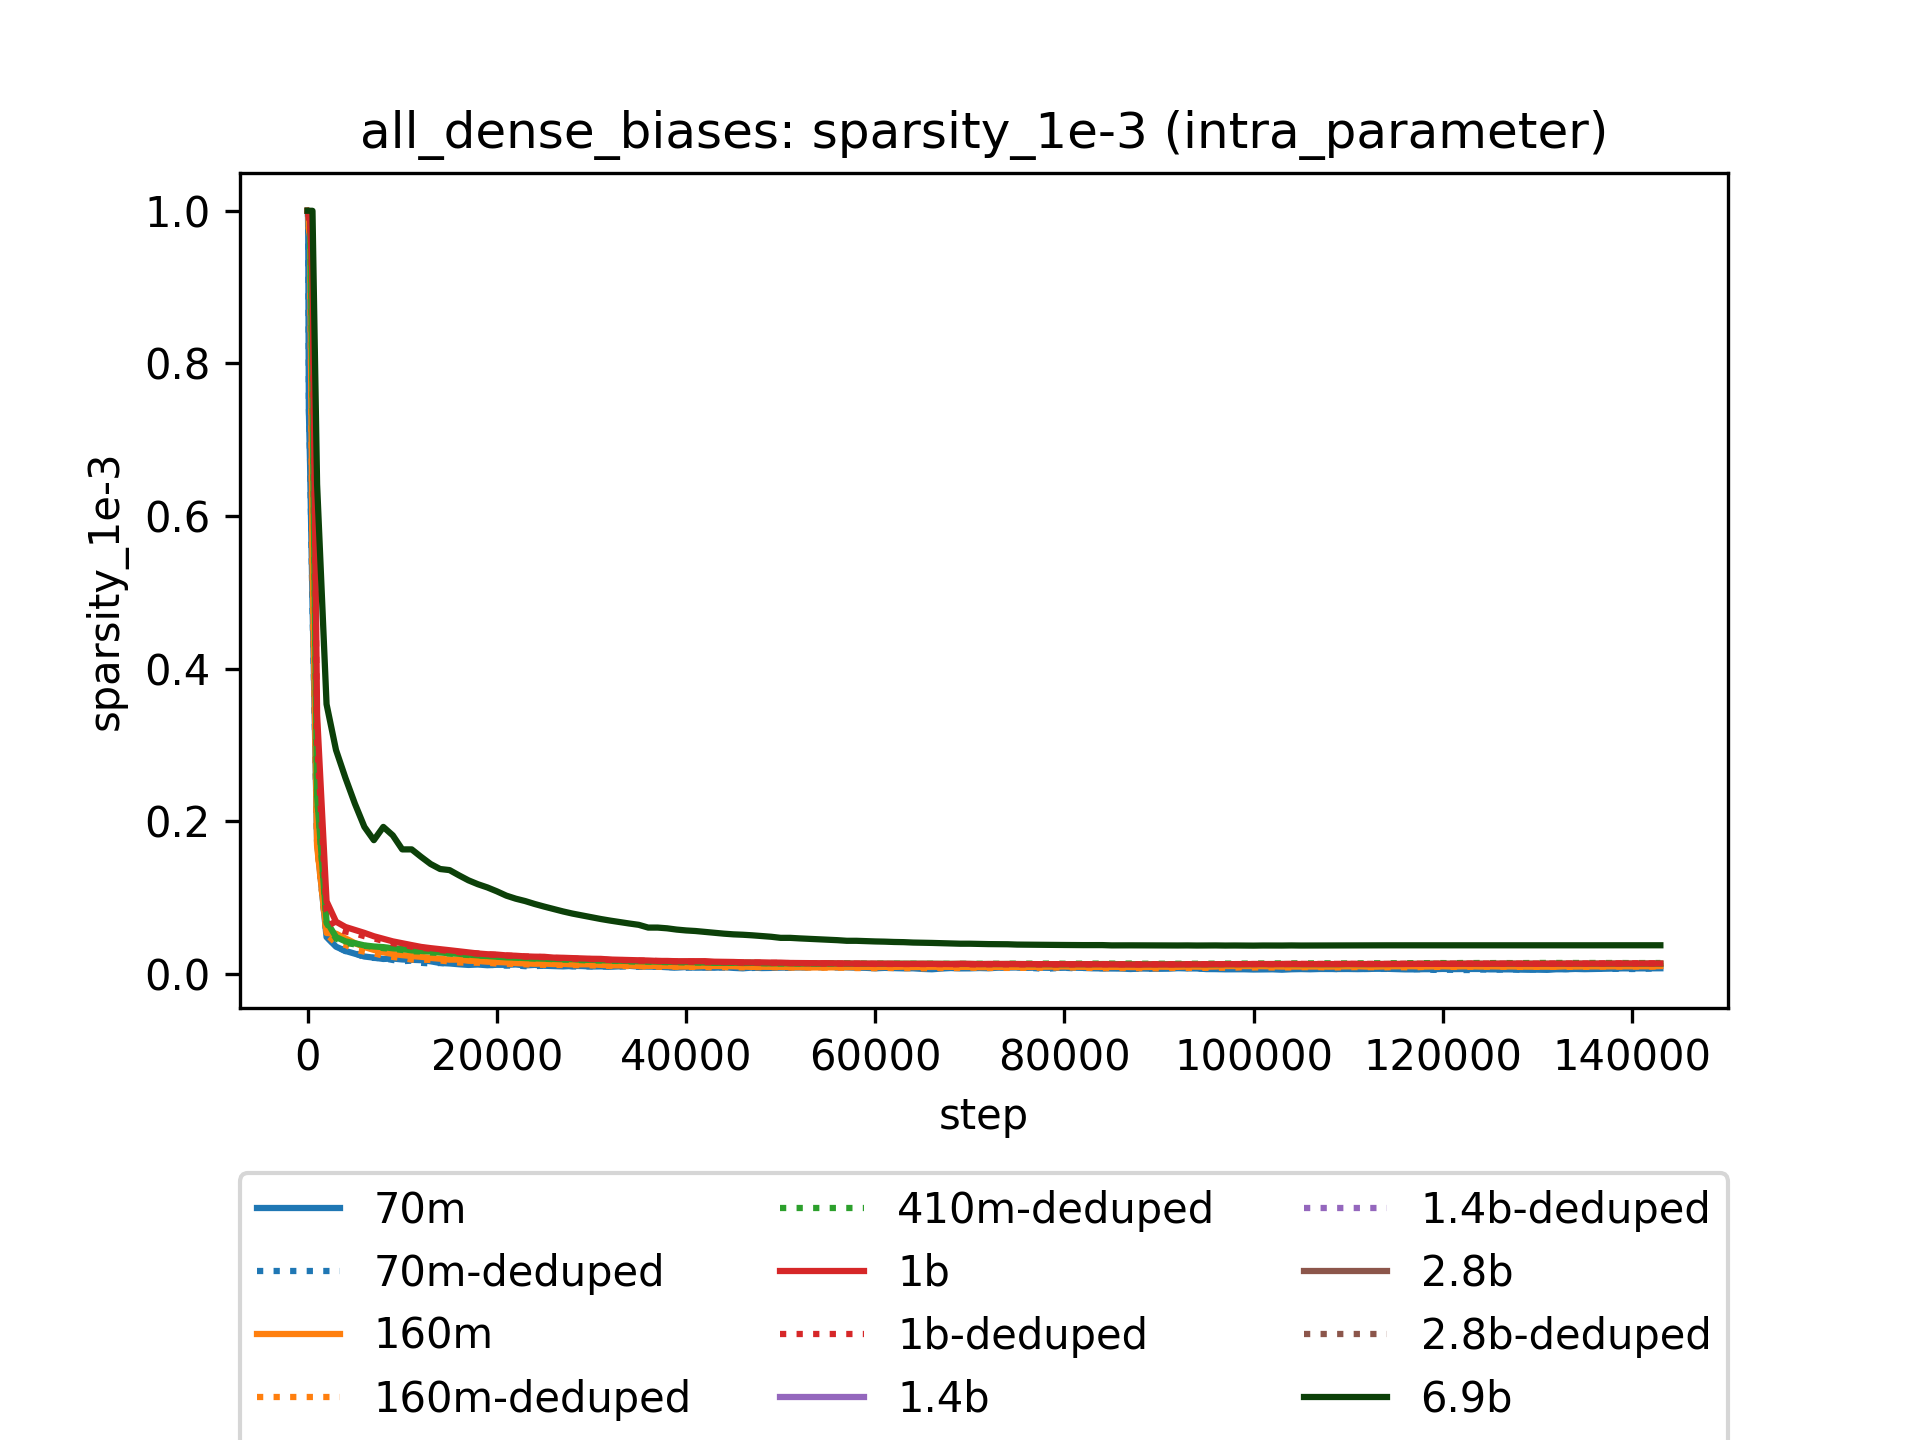 all_dense_biases: sparsity_1e-3 (intra_parameter)
1.0
0.8
0.6
0.4
0.2
0.0
sparsity_1e-3
0 20000 40000 60000 80000 100000 120000 140000
step
70m 410m-deduped 1.4b-deduped
70m-deduped 1b 2.8b
160m 1b-deduped 2.8b-deduped
160m-deduped 1.4b 6.9b